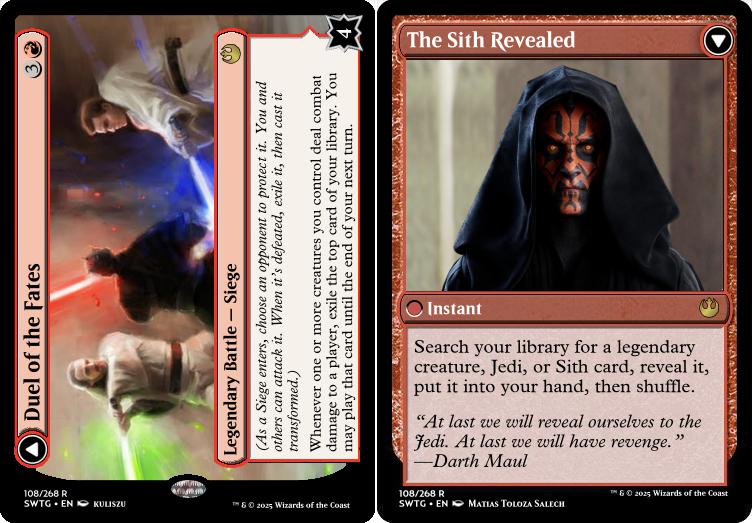 Duel of the Fates
3
Legendary Battle – Siege
(As a Siege enters, choose an opponent to protect it. You and
others can attack it. When it's defeated, exile it, then cast it
transformed.)
Whenever one or more creatures you control deal combat
damage to a player, exile the top card of your library. You
may play that card until the end of your next turn.
4
108/268 R
SWTG • EN KULISZU
™ & © 2025 Wizards of the Coast
The Sith Revealed
Instant
Search your library for a legendary
creature, Jedi, or Sith card, reveal it,
put it into your hand, then shuffle.
“At last we will reveal ourselves to the
Jedi. At last we will have revenge.”
—Darth Maul
108/268 R
SWTG • EN MATIAS TOLOZA SALECH
™ & © 2025 Wizards of the Coast